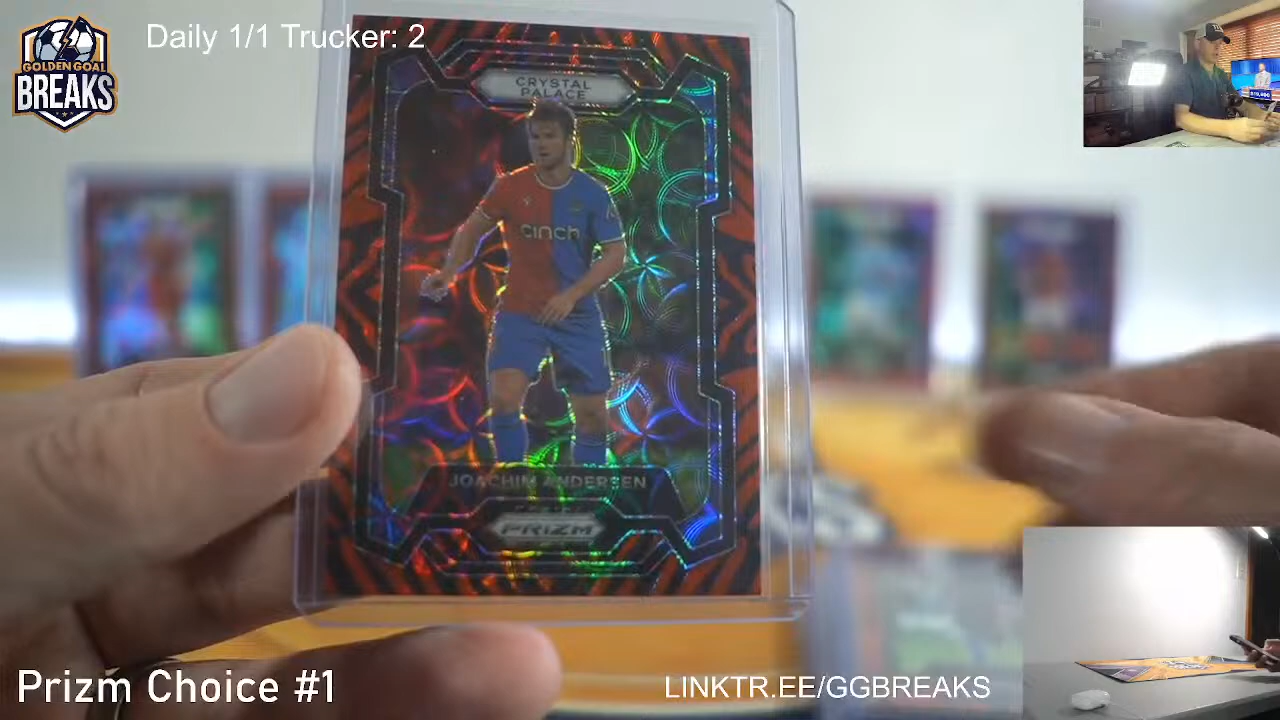 GOLDEN GOAL
BREAKS
Daily 1/1 Trucker: 2
CRYSTAL
PALACE
cinch
JOACHIM ANDERSEN
PANINI
PRIZM
Prizm Choice #1
LINKTR.EE/GGBREAKS